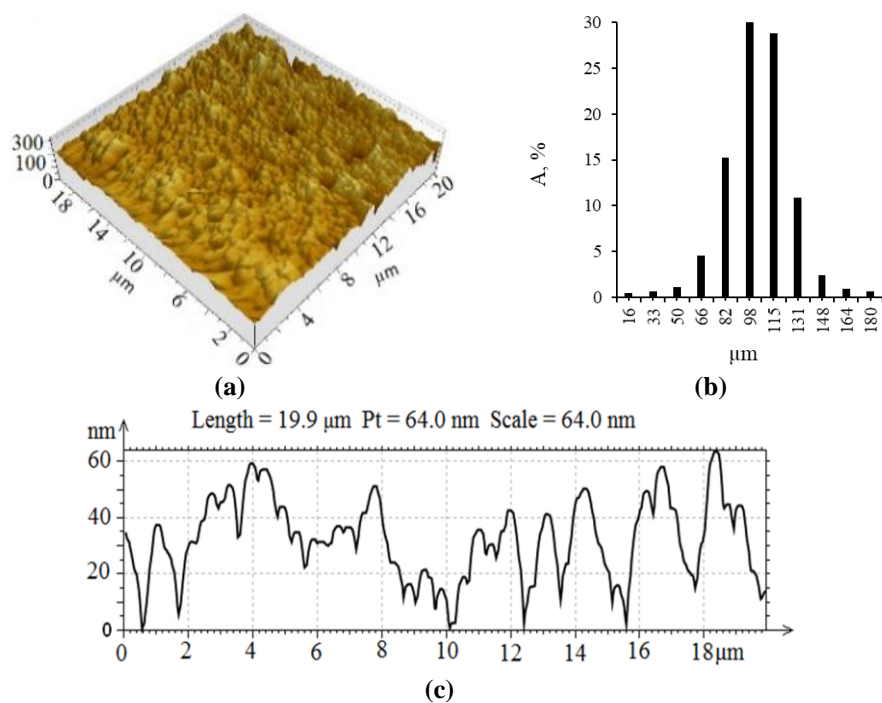 300
100
0
18
14
10
6
2
0
µm
0
4
8
12
16
20
µm
(a)
A, %
30
25
20
15
10
5
0
16 33 50 66 82 98 115 131 148 164 180
µm
(b)
Length = 19.9 µm Pt = 64.0 nm Scale = 64.0 nm
nm
60
40
20
0
0 2 4 6 8 10 12 14 16 18µm
(c)